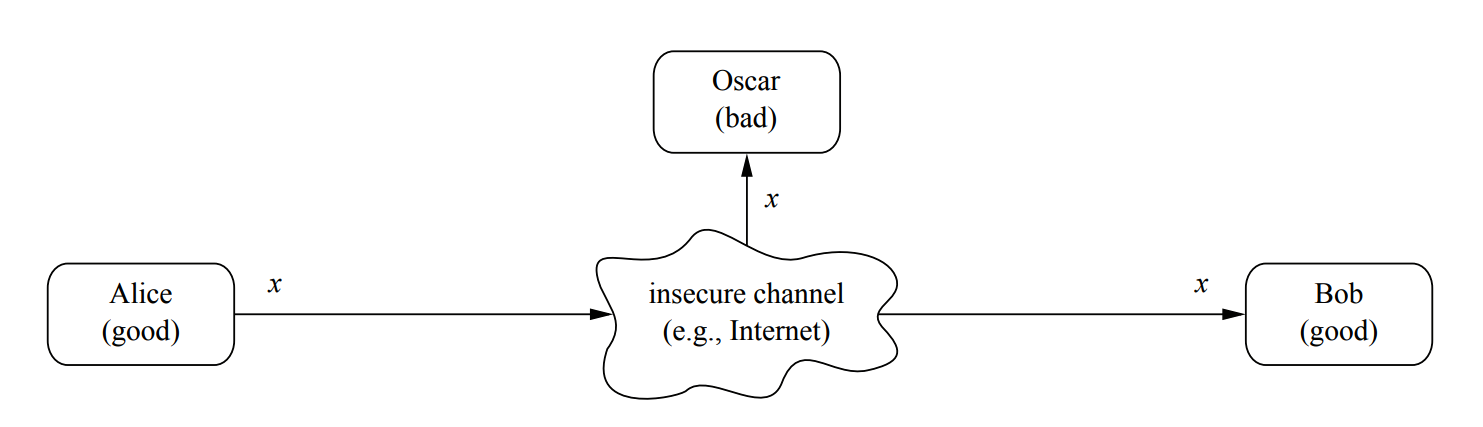 Oscar
(bad)
x
Alice
(good)
x
insecure channel
(e.g., Internet)
x
Bob
(good)